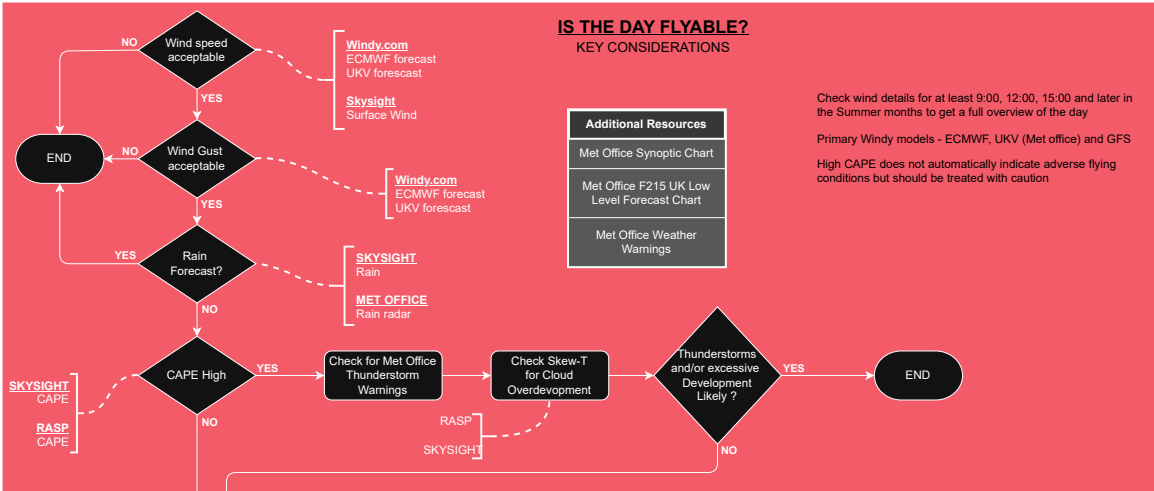 IS THE DAY FLYABLE?
KEY CONSIDERATIONS
Wind speed
acceptable
NO
YES
Windy.com
ECMWF forecast
UKV forescast
Skysight
Surface Wind
Check wind details for at least 9:00, 12:00, 15:00 and later in
the Summer months to get a full overview of the day
Primary Windy models - ECMWF, UKV (Met office) and GFS
High CAPE does not automatically indicate adverse flying
conditions but should be treated with caution
Additional Resources
Met Office Synoptic Chart
Met Office F215 UK Low
Level Forecast Chart
Met Office Weather
Warnings
END
NO
Wind Gust
acceptable
YES
Windy.com
ECMWF forecast
UKV forescast
YES
Rain
Forecast?
NO
SKYSIGHT
Rain
MET OFFICE
Rain radar
SKYSIGHT
CAPE
RASP
CAPE
CAPE High
YES
NO
Check for Met Office
Thunderstorm
Warnings
Check Skew-T
for Cloud
Overdevopment
RASP
SKYSIGHT
Thunderstorms
and/or excessive
Development
Likely ?
YES
NO
END